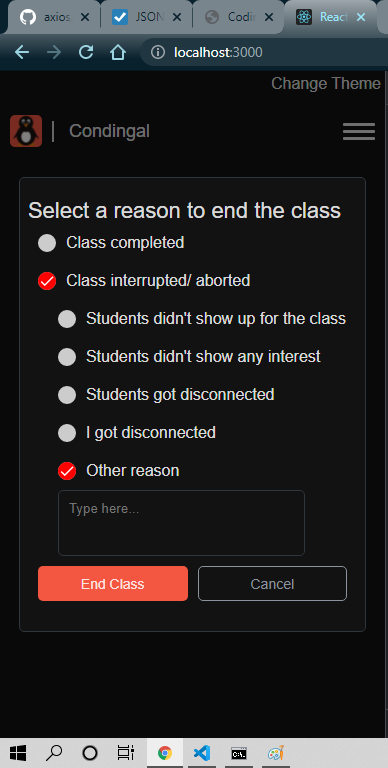 axios
JSON
Codin
React
localhost:3000
Change Theme
Condingal
Select a reason to end the class
Class completed
Class interrupted/ aborted
Students didn't show up for the class
Students didn't show any interest
Students got disconnected
I got disconnected
Other reason
Type here...
End Class
Cancel